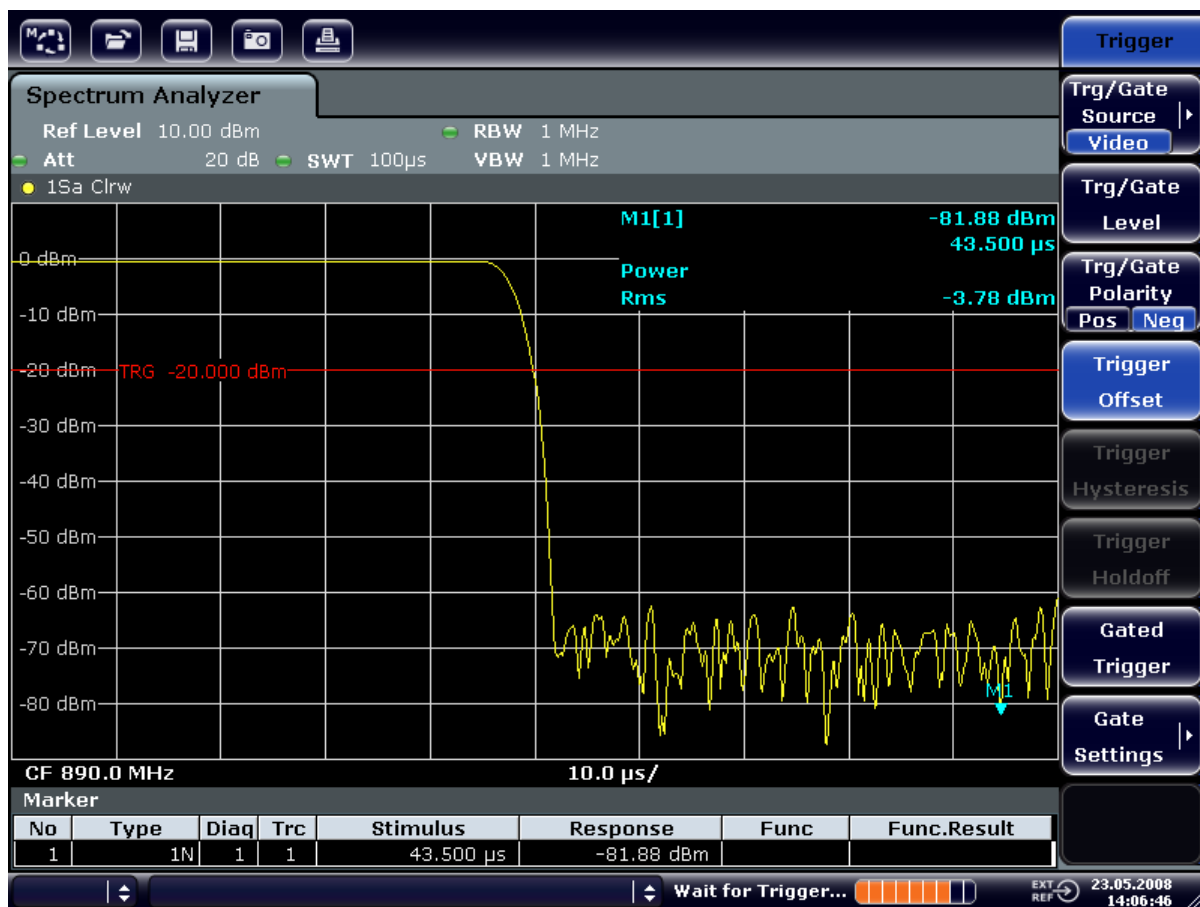 M
Trigger
Spectrum Analyzer
Ref Level 10.00 dBm RBW 1 MHz
Att 20 dB SWT 100µs VBW 1 MHz
1Sa Clrw
M1[1] -81.88 dBm
43.500 µs
0 dBm
Power
Rms -3.78 dBm
-10 dBm
-20 dBm TRG -20.000 dBm
-30 dBm
-40 dBm
-50 dBm
-60 dBm
-70 dBm
M1
-80 dBm
CF 890.0 MHz 10.0 µs/
Marker
No Type Diag Trc Stimulus Response Func Func.Result
1 1N 1 1 43.500 µs -81.88 dBm
Trg/Gate
Source
Video
Trg/Gate
Level
Trg/Gate
Polarity
Pos Neg
Trigger
Offset
Trigger
Hysteresis
Trigger
Holdoff
Gated
Trigger
Gate
Settings
Wait for Trigger...
EXT
REF
23.05.2008
14:06:46